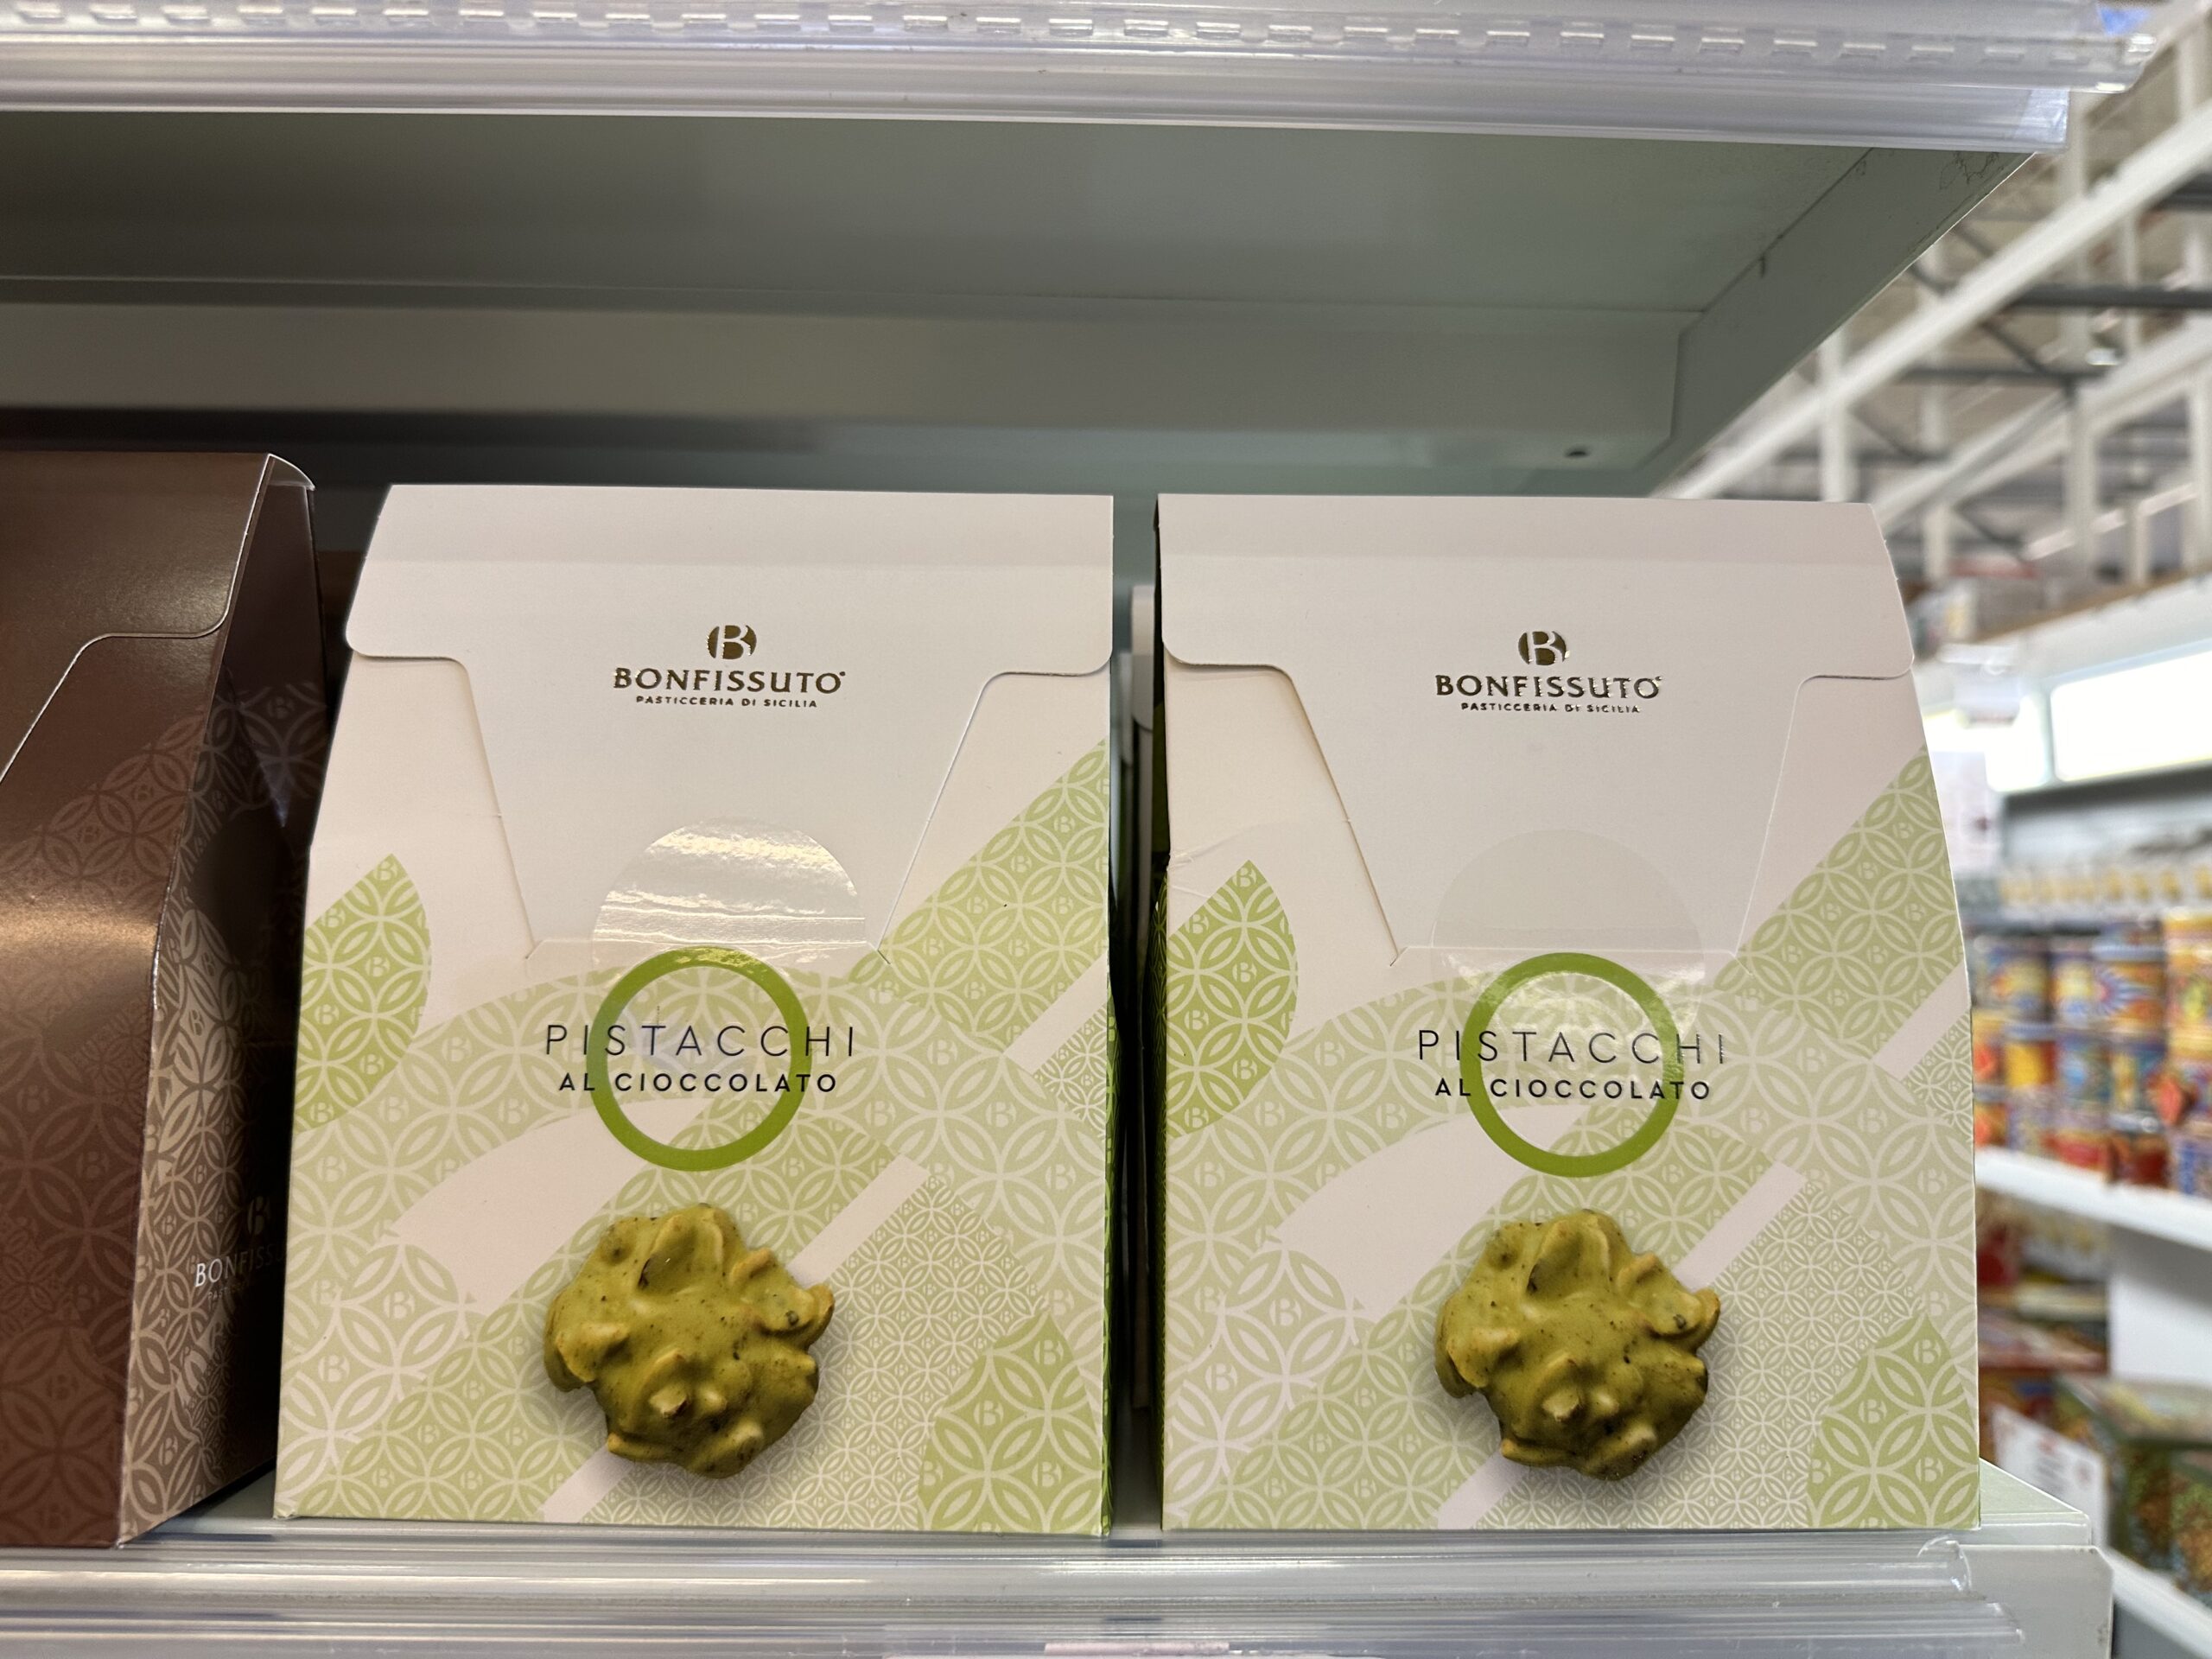 BONFISSUTO
PASTICCERIA DI SICILIA
PISTACCHI
AL CIOCCOLATO
BONFISSUTO
PASTICCERIA DI SICILIA
PISTACCHI
AL CIOCCOLATO